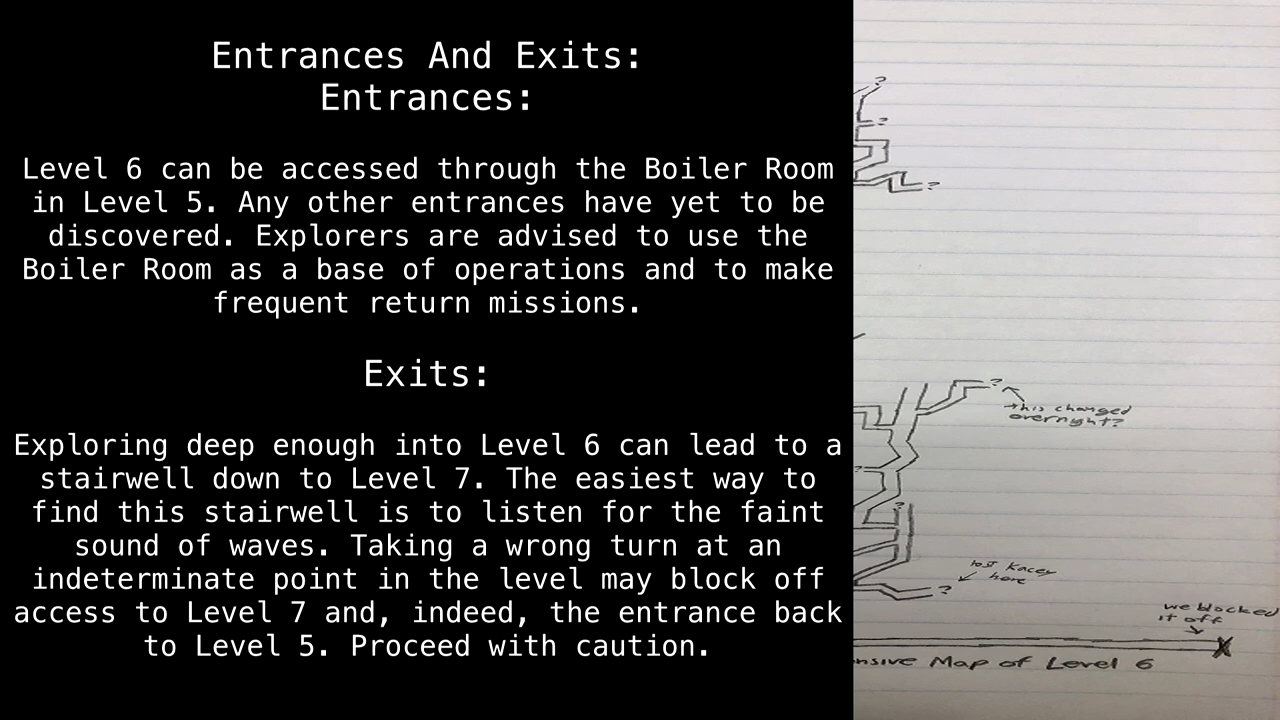 Entrances And Exits:
Entrances:
Level 6 can be accessed through the Boiler Room
in Level 5. Any other entrances have yet to be
discovered. Explorers are advised to use the
Boiler Room as a base of operations and to make
frequent return missions.
Exits:
Exploring deep enough into Level 6 can lead to a
stairwell down to Level 7. The easiest way to
find this stairwell is to listen for the faint
sound of waves. Taking a wrong turn at an
indeterminate point in the level may block off
access to Level 7 and, indeed, the entrance back
to Level 5. Proceed with caution.
?
?
?
?
this changed
overnight?
?
?
lost Kacey
here
?
we blocked
it off
X
nsive Map of Level 6